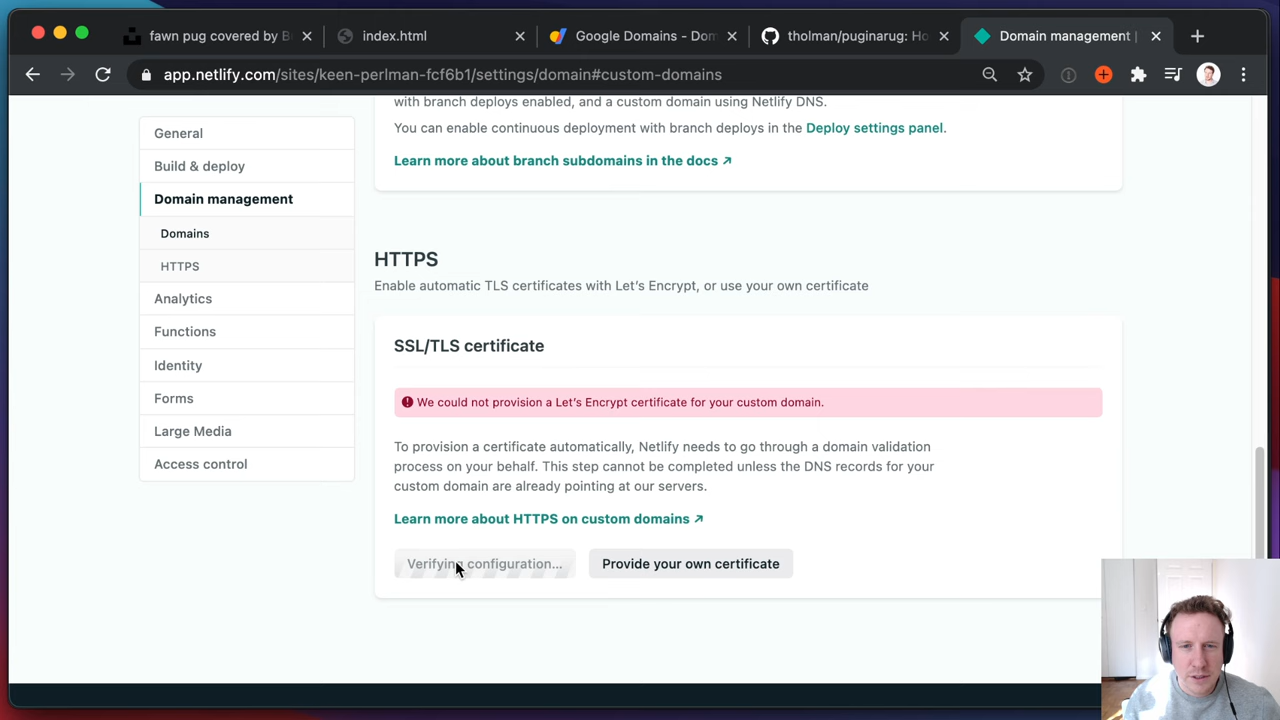 fawn pug covered by B
index.html
Google Domains - Dom
tholman/puginarug: Ho
Domain management |
app.netlify.com/sites/keen-perlman-fcf6b1/settings/domain#custom-domains
with branch deploys enabled, and a custom domain using Netlify DNS.
You can enable continuous deployment with branch deploys in the Deploy settings panel.
Learn more about branch subdomains in the docs ↗
General
Build & deploy
Domain management
Domains
HTTPS
Analytics
Functions
Identity
Forms
Large Media
Access control
HTTPS
Enable automatic TLS certificates with Let's Encrypt, or use your own certificate
SSL/TLS certificate
We could not provision a Let's Encrypt certificate for your custom domain.
To provision a certificate automatically, Netlify needs to go through a domain validation
process on your behalf. This step cannot be completed unless the DNS records for your
custom domain are already pointing at our servers.
Learn more about HTTPS on custom domains ↗
Verifying configuration...
Provide your own certificate